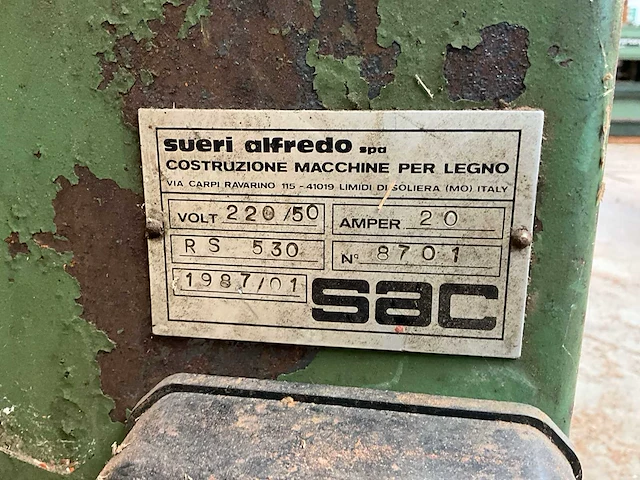 sueri alfredo spa
COSTRUZIONE MACCHINE PER LEGNO
VIA CARPI RAVARINO 115 - 41019 LIMIDI DI SOLIERA (MO) ITALY
VOLT 220/50 AMPER 20
RS 530 N° 8701
1987/01 sac